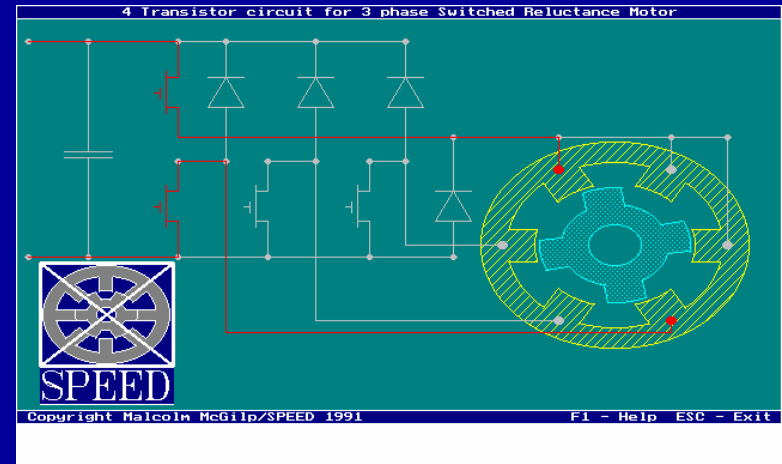 4 Transistor circuit for 3 phase Switched Reluctance Motor
SPEED
Copyright Malcolm McGilp/SPEED 1991 F1 - Help ESC - Exit